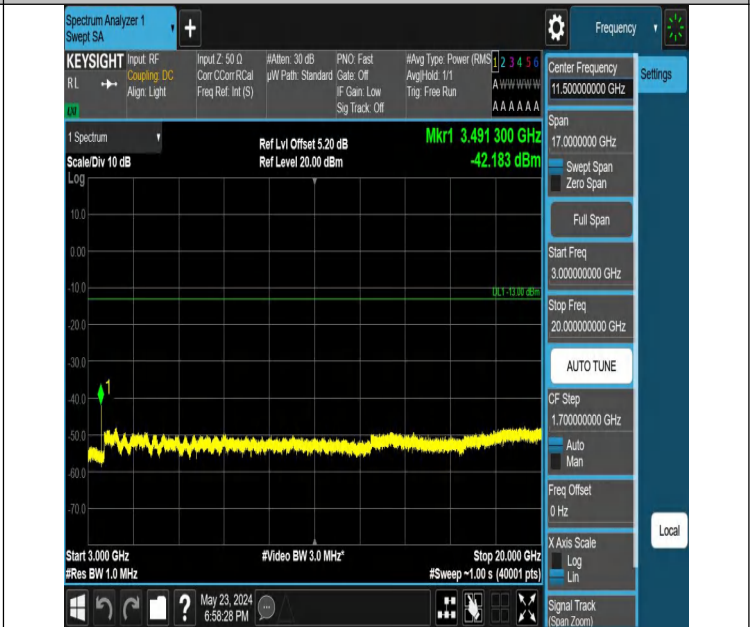 Spectrum Analyzer 1
Swept SA
+
Frequency
KEYSIGHT
RL
LXI
Input: RF
Coupling: DC
Align: Light
Input Z: 50 Ω
Corr CCorr RCal
Freq Ref: Int (S)
#Atten: 30 dB
µW Path: Standard
PNO: Fast
Gate: Off
IF Gain: Low
Sig Track: Off
#Avg Type: Power (RMS
Avg|Hold: 1/1
Trig: Free Run
1 2 3 4 5 6
A W W W W W
A A A A A A
1 Spectrum
Scale/Div 10 dB
Log
Ref Lvl Offset 5.20 dB
Ref Level 20.00 dBm
Mkr1 3.491 300 GHz
-42.183 dBm
10.0
0.00
-10.0
DL1 -13.00 dBm
-20.0
-30.0
1
-40.0
-50.0
-60.0
-70.0
Start 3.000 GHz
#Res BW 1.0 MHz
#Video BW 3.0 MHz*
Stop 20.000 GHz
#Sweep ~1.00 s (40001 pts)
Center Frequency
11.500000000 GHz
Settings
Span
17.0000000 GHz
Swept Span
Zero Span
Full Span
Start Freq
3.000000000 GHz
Stop Freq
20.000000000 GHz
AUTO TUNE
CF Step
1.700000000 GHz
Auto
Man
Freq Offset
0 Hz
X Axis Scale
Log
Lin
Local
Signal Track
(Span Zoom)
?
May 23, 2024
6:58:28 PM